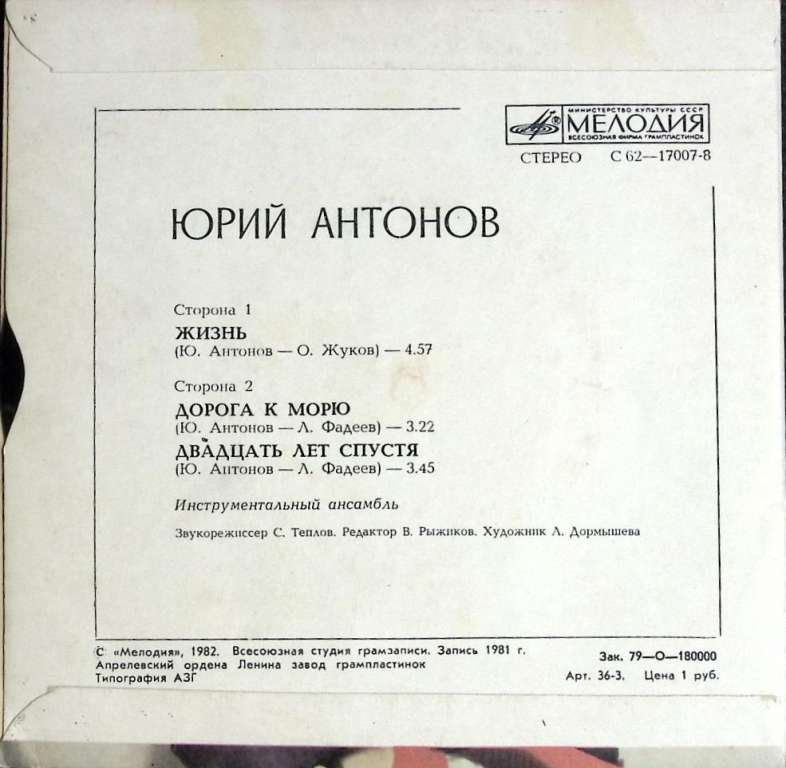 МИНИСТЕРСТВО КУЛЬТУРЫ СССР
МЕЛОДИЯ
ВСЕСОЮЗНАЯ ФИРМА ГРАМПЛАСТИНОК
СТЕРЕО С 62—17007-8
ЮРИЙ АНТОНОВ
Сторона 1
ЖИЗНЬ
(Ю. Антонов — О. Жуков) — 4.57
Сторона 2
ДОРОГА К МОРЮ
(Ю. Антонов — Л. Фадеев) — 3.22
ДВАДЦАТЬ ЛЕТ СПУСТЯ
(Ю. Антонов — Л. Фадеев) — 3.45
Инструментальный ансамбль
Звукорежиссер С. Теплов. Редактор В. Рыжиков. Художник Л. Дормышева
© «Мелодия», 1982. Всесоюзная студия грамзаписи. Запись 1981 г.
Апрелевский ордена Ленина завод грампластинок
Типография АЗГ
Зак. 79—О—180000
Арт. 36-3. Цена 1 руб.